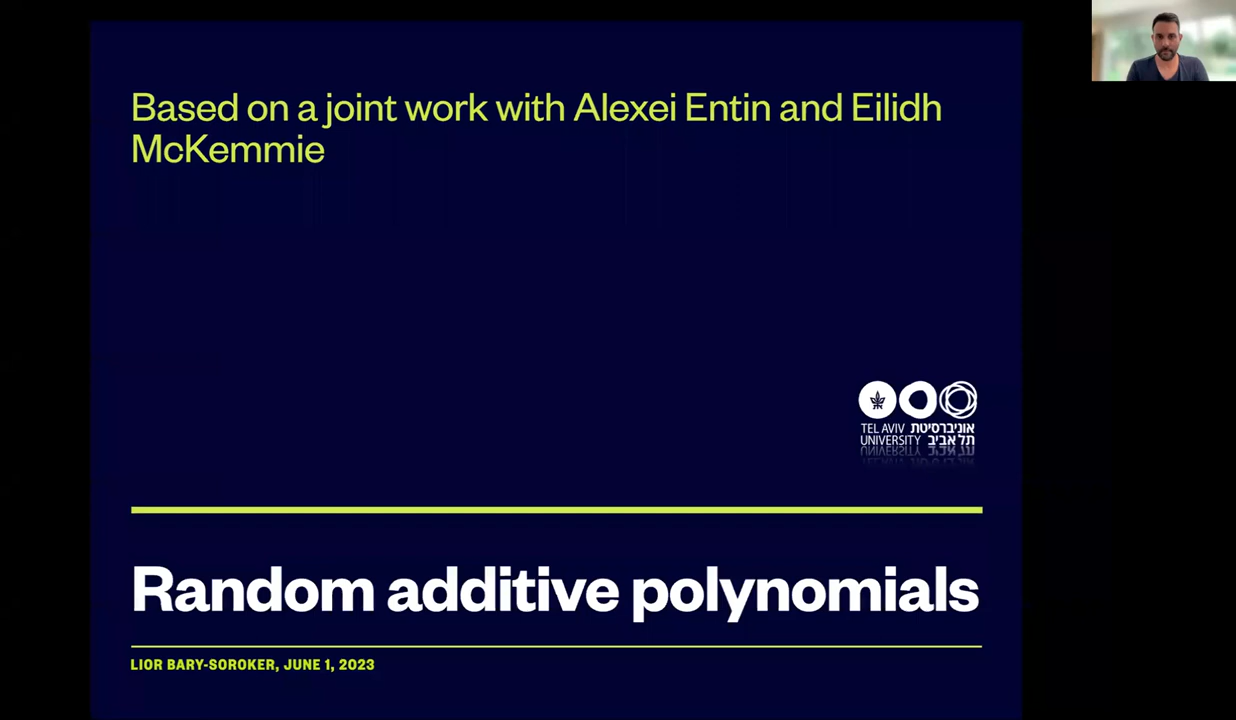 Based on a joint work with Alexei Entin and Eilidh
McKemmie
TEL AVIV אוניברסיטת
UNIVERSITY תל אביב
Random additive polynomials
LIOR BARY-SOROKER, JUNE 1, 2023